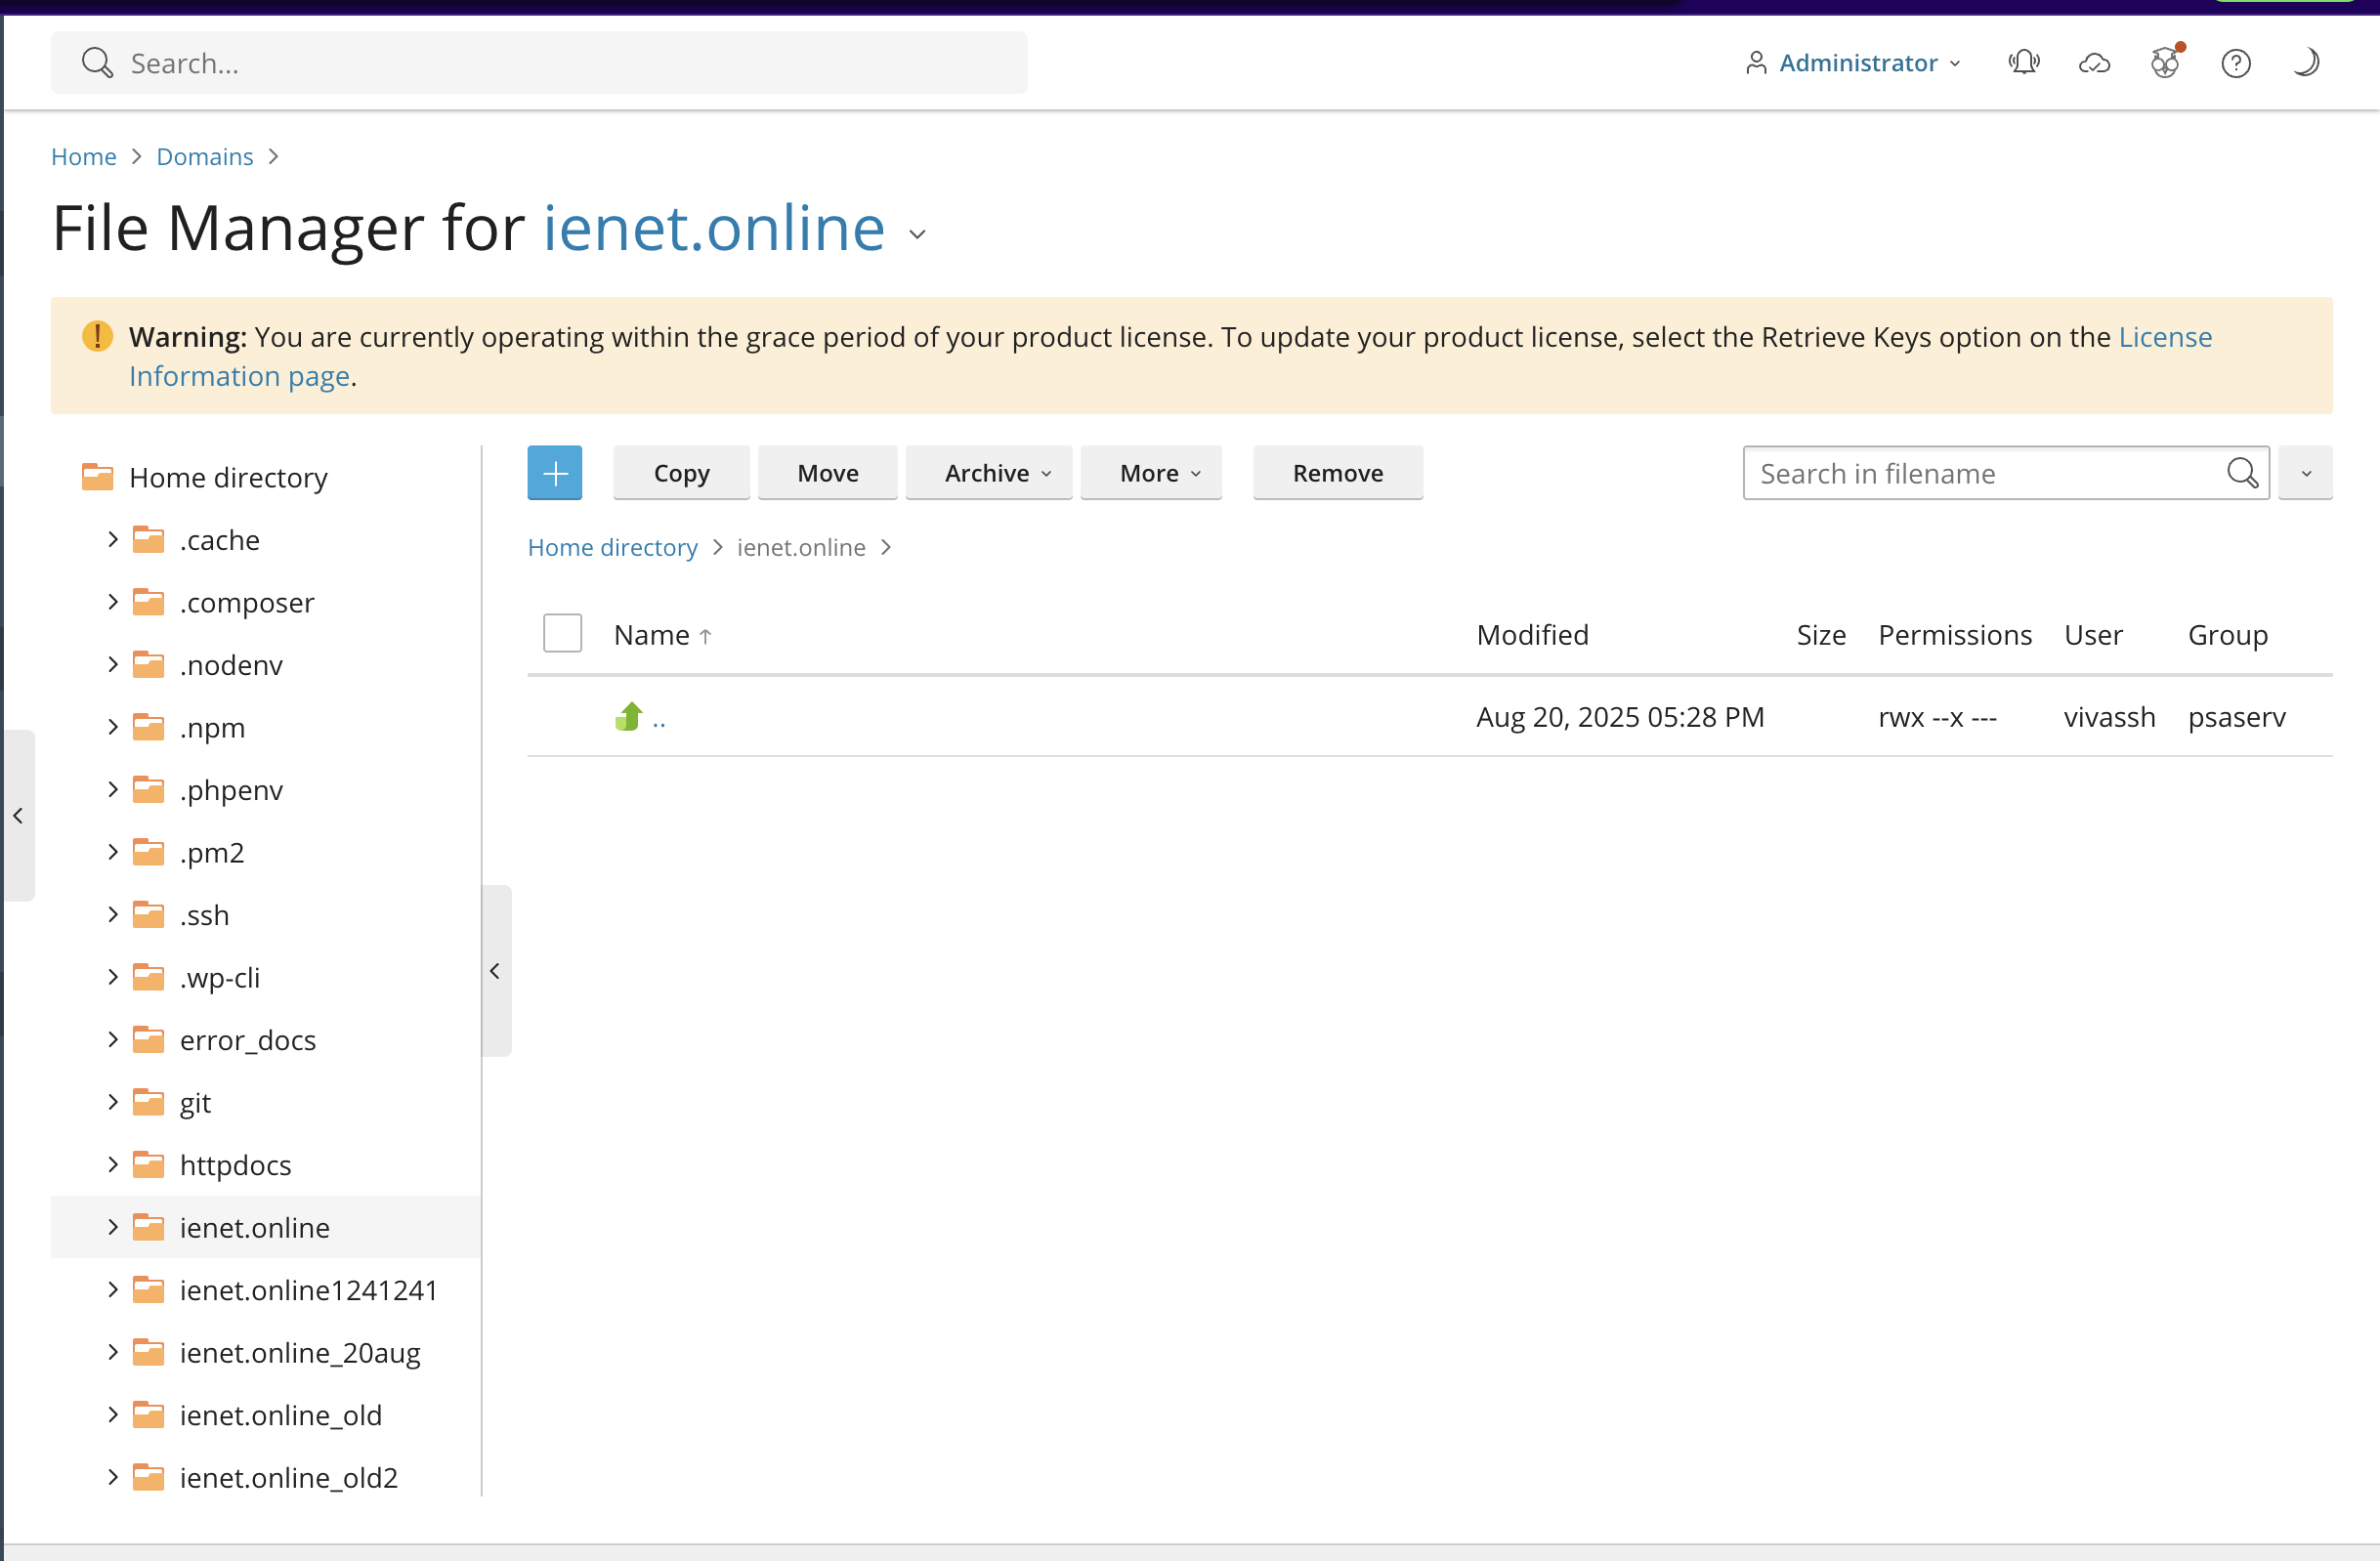 Search...
Administrator
Home > Domains >
File Manager for ienet.online
Warning: You are currently operating within the grace period of your product license. To update your product license, select the Retrieve Keys option on the License
Information page.
Home directory
.cache
.composer
.nodenv
.npm
.phpenv
.pm2
.ssh
.wp-cli
error_docs
git
httpdocs
ienet.online
ienet.online1241241
ienet.online_20aug
ienet.online_old
ienet.online_old2
Copy Move Archive More Remove
Search in filename
Home directory > ienet.online >
Name ↑ Modified Size Permissions User Group
.. Aug 20, 2025 05:28 PM rwx --x --- vivassh psaserv